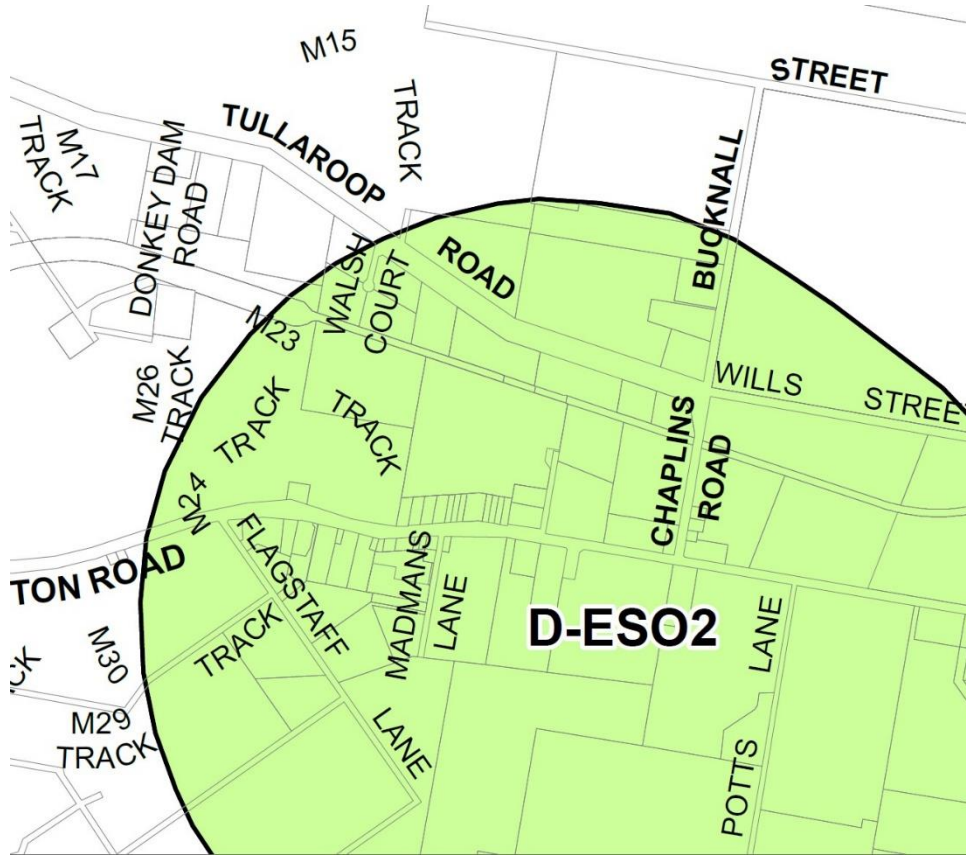 M15
STREET
TRACK
TULLAROOP
ROAD
M17
TRACK
DONKEY DAM
ROAD
BUCKNALL
WALSH
COURT
M23
TRACK
M26
TRACK
TRACK
WILLS
STREE
CHAPLINS
ROAD
M24
TON ROAD
FLAGSTAFF
LANE
MADMANS
LANE
D-ESO2
TRACK
M30
CK
M29
TRACK
POTTS
LANE